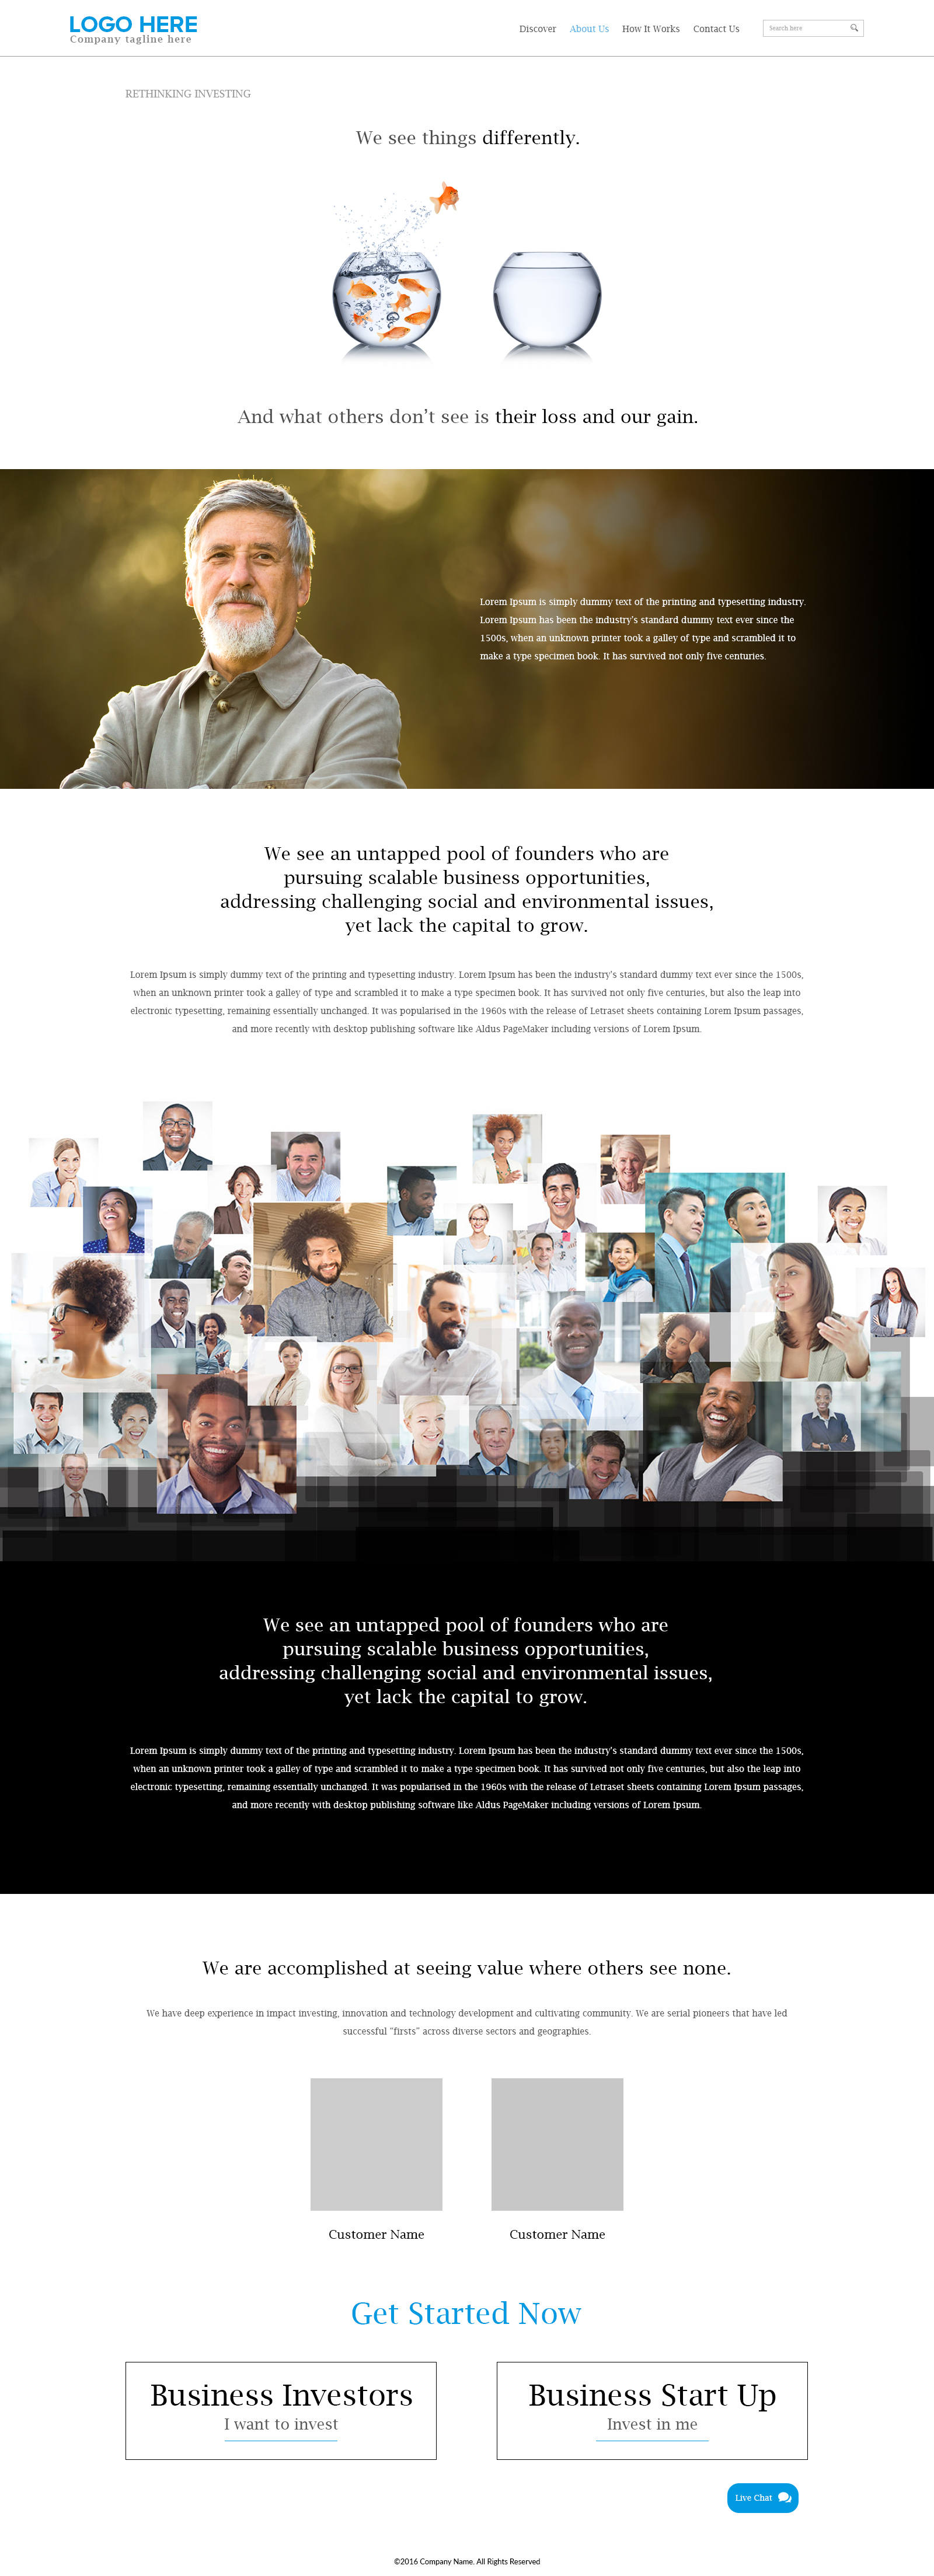 LOGO HERE
Company tagline here
Discover About Us How It Works Contact Us Search here
RETHINKING INVESTING
We see things differently.
And what others don’t see is their loss and our gain.
Lorem Ipsum is simply dummy text of the printing and typesetting industry.
Lorem Ipsum has been the industry's standard dummy text ever since the
1500s, when an unknown printer took a galley of type and scrambled it to
make a type specimen book. It has survived not only five centuries.
We see an untapped pool of founders who are
pursuing scalable business opportunities,
addressing challenging social and environmental issues,
yet lack the capital to grow.
Lorem Ipsum is simply dummy text of the printing and typesetting industry. Lorem Ipsum has been the industry's standard dummy text ever since the 1500s,
when an unknown printer took a galley of type and scrambled it to make a type specimen book. It has survived not only five centuries, but also the leap into
electronic typesetting, remaining essentially unchanged. It was popularised in the 1960s with the release of Letraset sheets containing Lorem Ipsum passages,
and more recently with desktop publishing software like Aldus PageMaker including versions of Lorem Ipsum.
We see an untapped pool of founders who are
pursuing scalable business opportunities,
addressing challenging social and environmental issues,
yet lack the capital to grow.
Lorem Ipsum is simply dummy text of the printing and typesetting industry. Lorem Ipsum has been the industry's standard dummy text ever since the 1500s,
when an unknown printer took a galley of type and scrambled it to make a type specimen book. It has survived not only five centuries, but also the leap into
electronic typesetting, remaining essentially unchanged. It was popularised in the 1960s with the release of Letraset sheets containing Lorem Ipsum passages,
and more recently with desktop publishing software like Aldus PageMaker including versions of Lorem Ipsum.
We are accomplished at seeing value where others see none.
We have deep experience in impact investing, innovation and technology development and cultivating community. We are serial pioneers that have led
successful "firsts" across diverse sectors and geographies.
Customer Name Customer Name
Get Started Now
Business Investors
I want to invest
Business Start Up
Invest in me
Live Chat
©2016 Company Name. All Rights Reserved